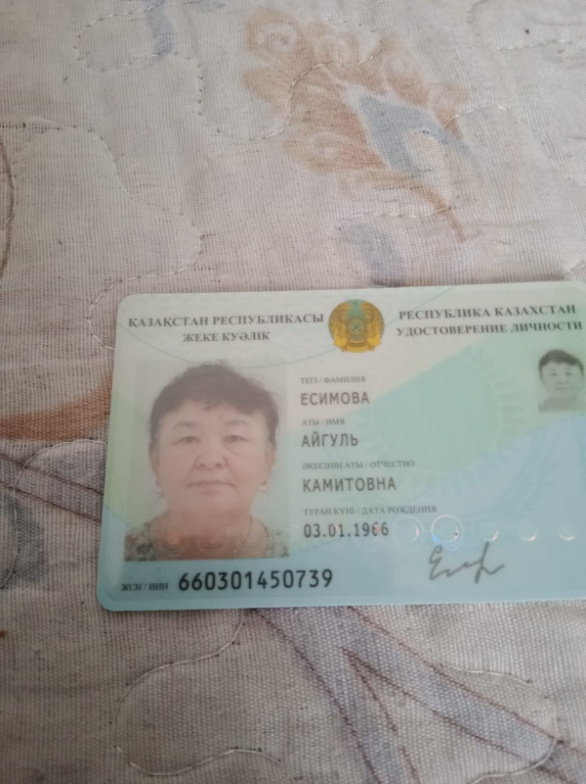 ҚАЗАҚСТАН РЕСПУБЛИКАСЫ
ЖЕКЕ КУӘЛІК
РЕСПУБЛИКА КАЗАХСТАН
УДОСТОВЕРЕНИЕ ЛИЧНОСТИ
ТЕГІ / ФАМИЛИЯ
ЕСИМОВА
АТЫ / ИМЯ
АЙГУЛЬ
ӘКЕСІНІҢ АТЫ / ОТЧЕСТВО
КАМИТОВНА
ТУҒАН КҮНІ / ДАТА РОЖДЕНИЯ
03.01.1966
ЖСН / ИИН 660301450739